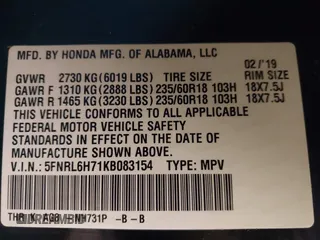 MFD. BY HONDA MFG. OF ALABAMA, LLC 02/'19
GVWR 2730 KG (6019 LBS) TIRE SIZE RIM SIZE
GAWR F 1310 KG (2888 LBS) 235/60R18 103H 18X7.5J
GAWR R 1465 KG (3230 LBS) 235/60R18 103H 18X7.5J
THIS VEHICLE CONFORMS TO ALL APPLICABLE
FEDERAL MOTOR VEHICLE SAFETY
STANDARDS IN EFFECT ON THE DATE OF
MANUFACTURE SHOWN ABOVE.
V.I.N.: 5FNRL6H71KB083154 TYPE: MPV
NH731P -B - B